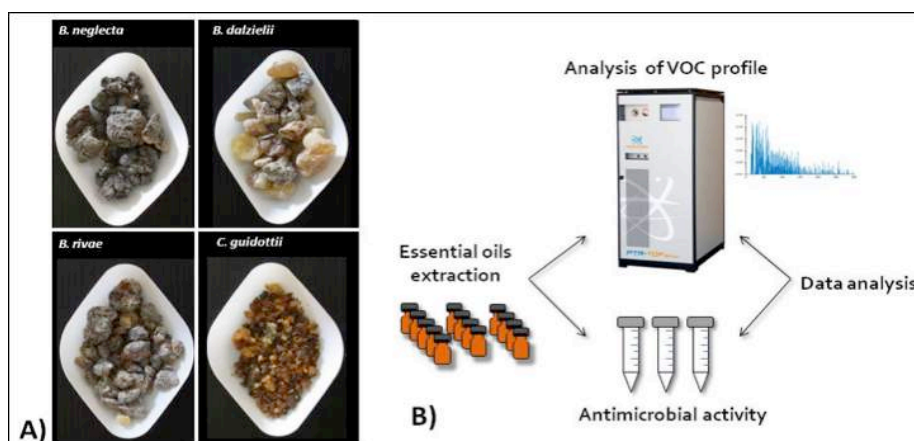 B. neglecta
B. dalzielii
B. rivae
C. guidottii
A)
Analysis of VOC profile
Essential oils
extraction
Data analysis
Antimicrobial activity
B)